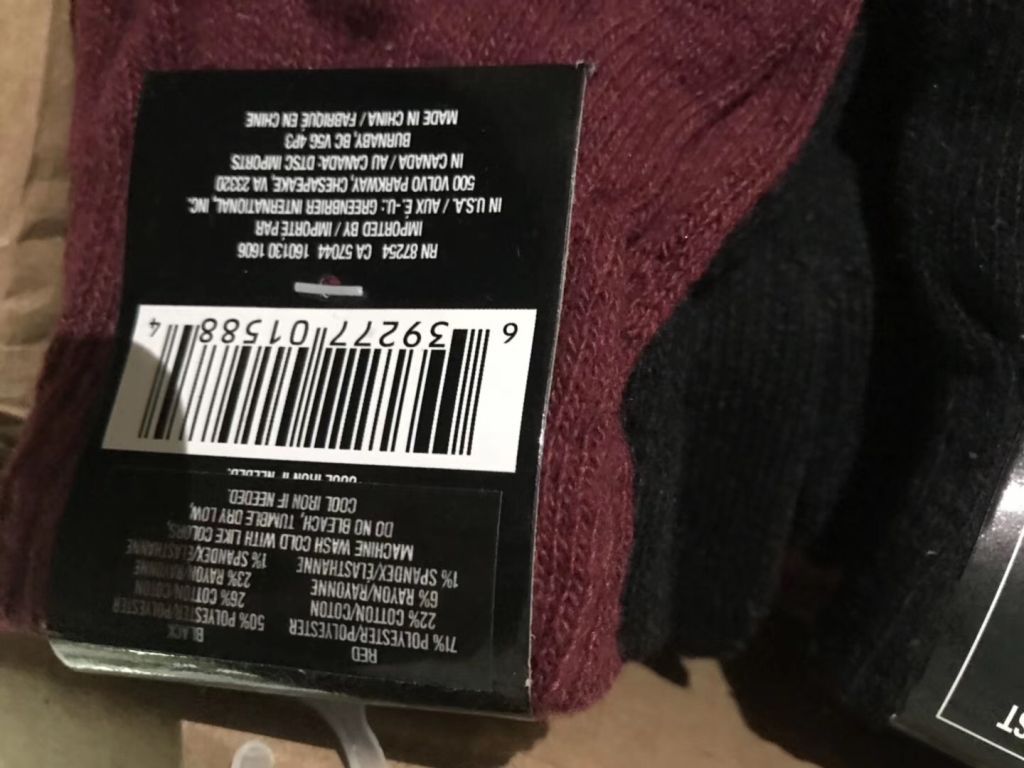 RED
71% POLYESTER/POLYESTER
22% COTTON/COTON
6% RAYON/RAYONNE
1% SPANDEX/ELASTHANNE
BLACK
50% POLYESTER/POLYESTER
26% COTTON/COTON
23% RAYON/RAYONNE
1% SPANDEX/ELASTHANNE
MACHINE WASH COLD WITH LIKE COLORS,
DO NO BLEACH, TUMBLE DRY LOW,
COOL IRON IF NEEDED.
COOL IRON IF NEEDED.
6 39277 01588 4
RN 87254 CA 57044 160130 1606
IMPORTED BY / IMPORTÉ PAR
IN U.S.A. / AUX É.-U.: GREENBRIER INTERNATIONAL, INC.
500 VOLVO PARKWAY, CHESAPEAKE, VA 23320
IN CANADA / AU CANADA: DTSC IMPORTS
BURNABY, BC V5G 4P3
MADE IN CHINA / FABRIQUÉ EN CHINE